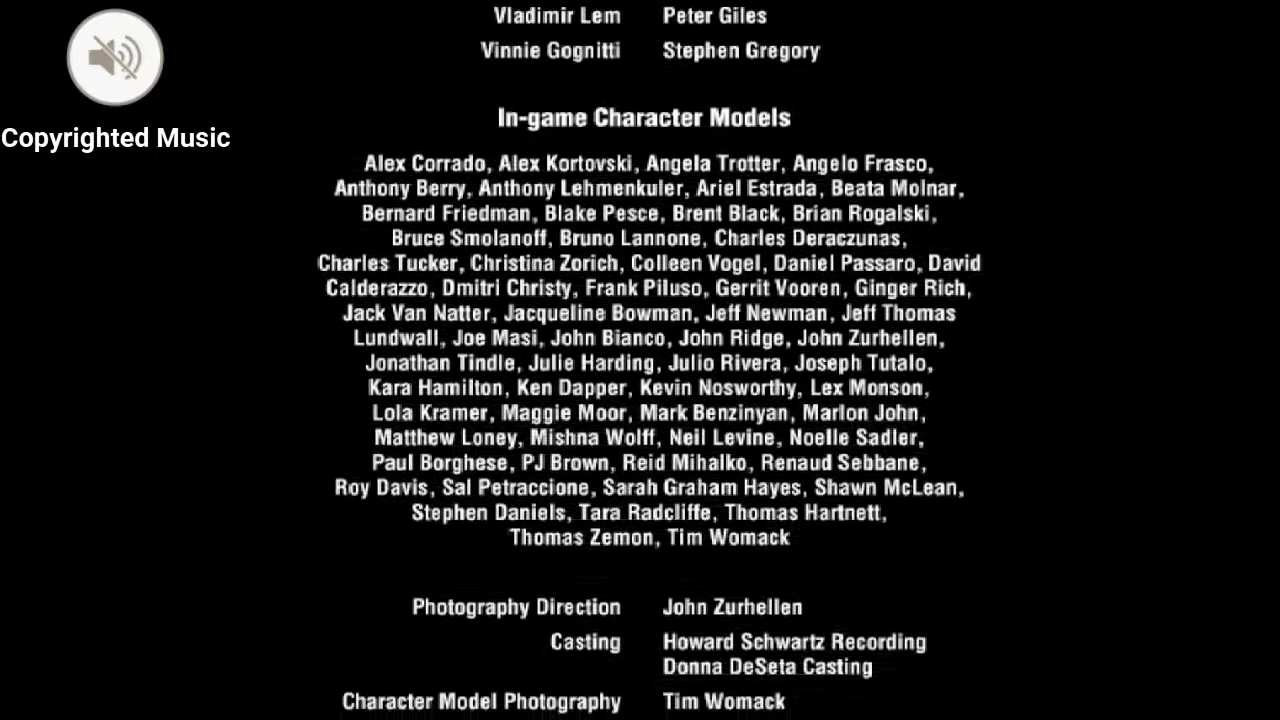 Vladimir Lem Peter Giles
Vinnie Gognitti Stephen Gregory
Copyrighted Music
In-game Character Models
Alex Corrado, Alex Kortovski, Angela Trotter, Angelo Frasco,
Anthony Berry, Anthony Lehmenkuler, Ariel Estrada, Beata Molnar,
Bernard Friedman, Blake Pesce, Brent Black, Brian Rogalski,
Bruce Smolanoff, Bruno Lannone, Charles Deraczunas,
Charles Tucker, Christina Zorich, Colleen Vogel, Daniel Passaro, David
Calderazzo, Dmitri Christy, Frank Piluso, Gerrit Vooren, Ginger Rich,
Jack Van Natter, Jacqueline Bowman, Jeff Newman, Jeff Thomas
Lundwall, Joe Masi, John Bianco, John Ridge, John Zurhellen,
Jonathan Tindle, Julie Harding, Julio Rivera, Joseph Tutalo,
Kara Hamilton, Ken Dapper, Kevin Nosworthy, Lex Monson,
Lola Kramer, Maggie Moor, Mark Benzinyan, Marlon John,
Matthew Loney, Mishna Wolff, Neil Levine, Noelle Sadler,
Paul Borghese, PJ Brown, Reid Mihalko, Renaud Sebbane,
Roy Davis, Sal Petraccione, Sarah Graham Hayes, Shawn McLean,
Stephen Daniels, Tara Radcliffe, Thomas Hartnett,
Thomas Zemon, Tim Womack
Photography Direction John Zurhellen
Casting Howard Schwartz Recording
Donna DeSeta Casting
Character Model Photography Tim Womack